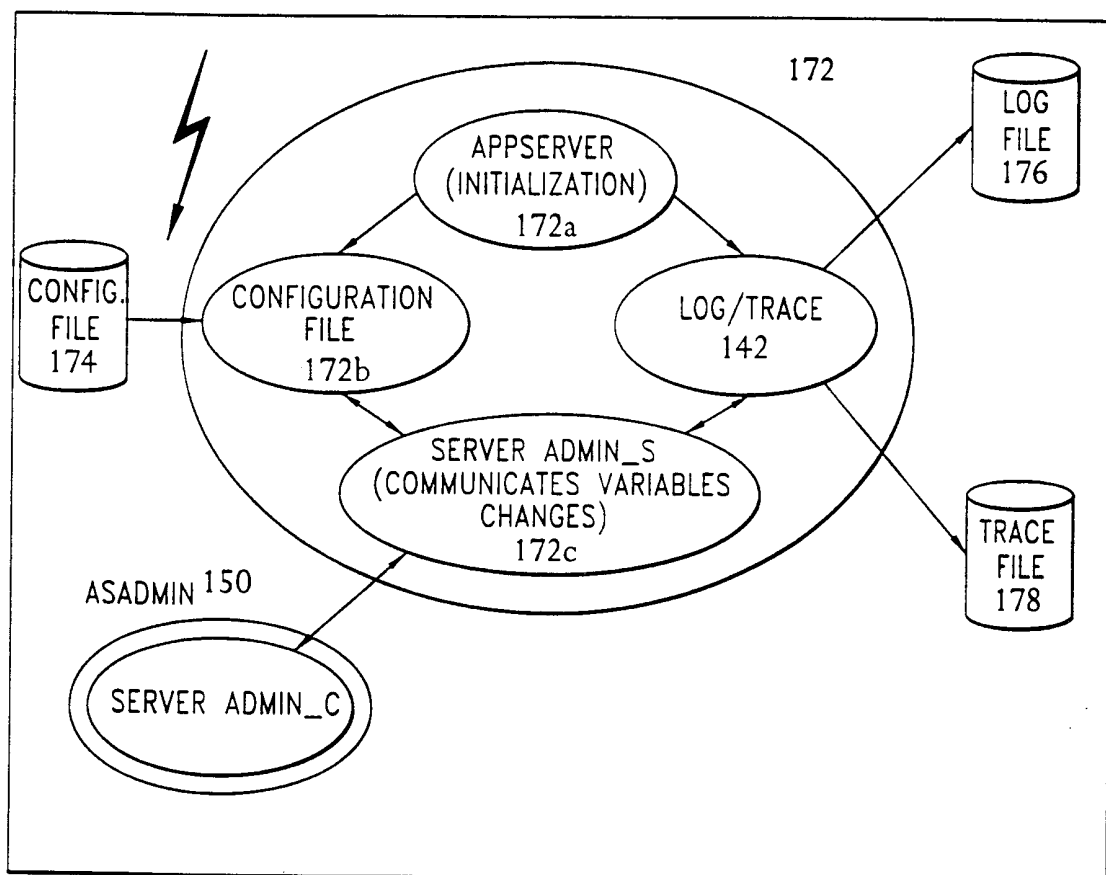 172
LOG
FILE
176
APPSERVER
(INITIALIZATION)
172a
CONFIG.
FILE
174
CONFIGURATION
FILE
172b
LOG/TRACE
142
SERVER ADMIN_S
(COMMUNICATES VARIABLES
CHANGES)
172c
TRACE
FILE
178
ASADMIN 150
SERVER ADMIN_C